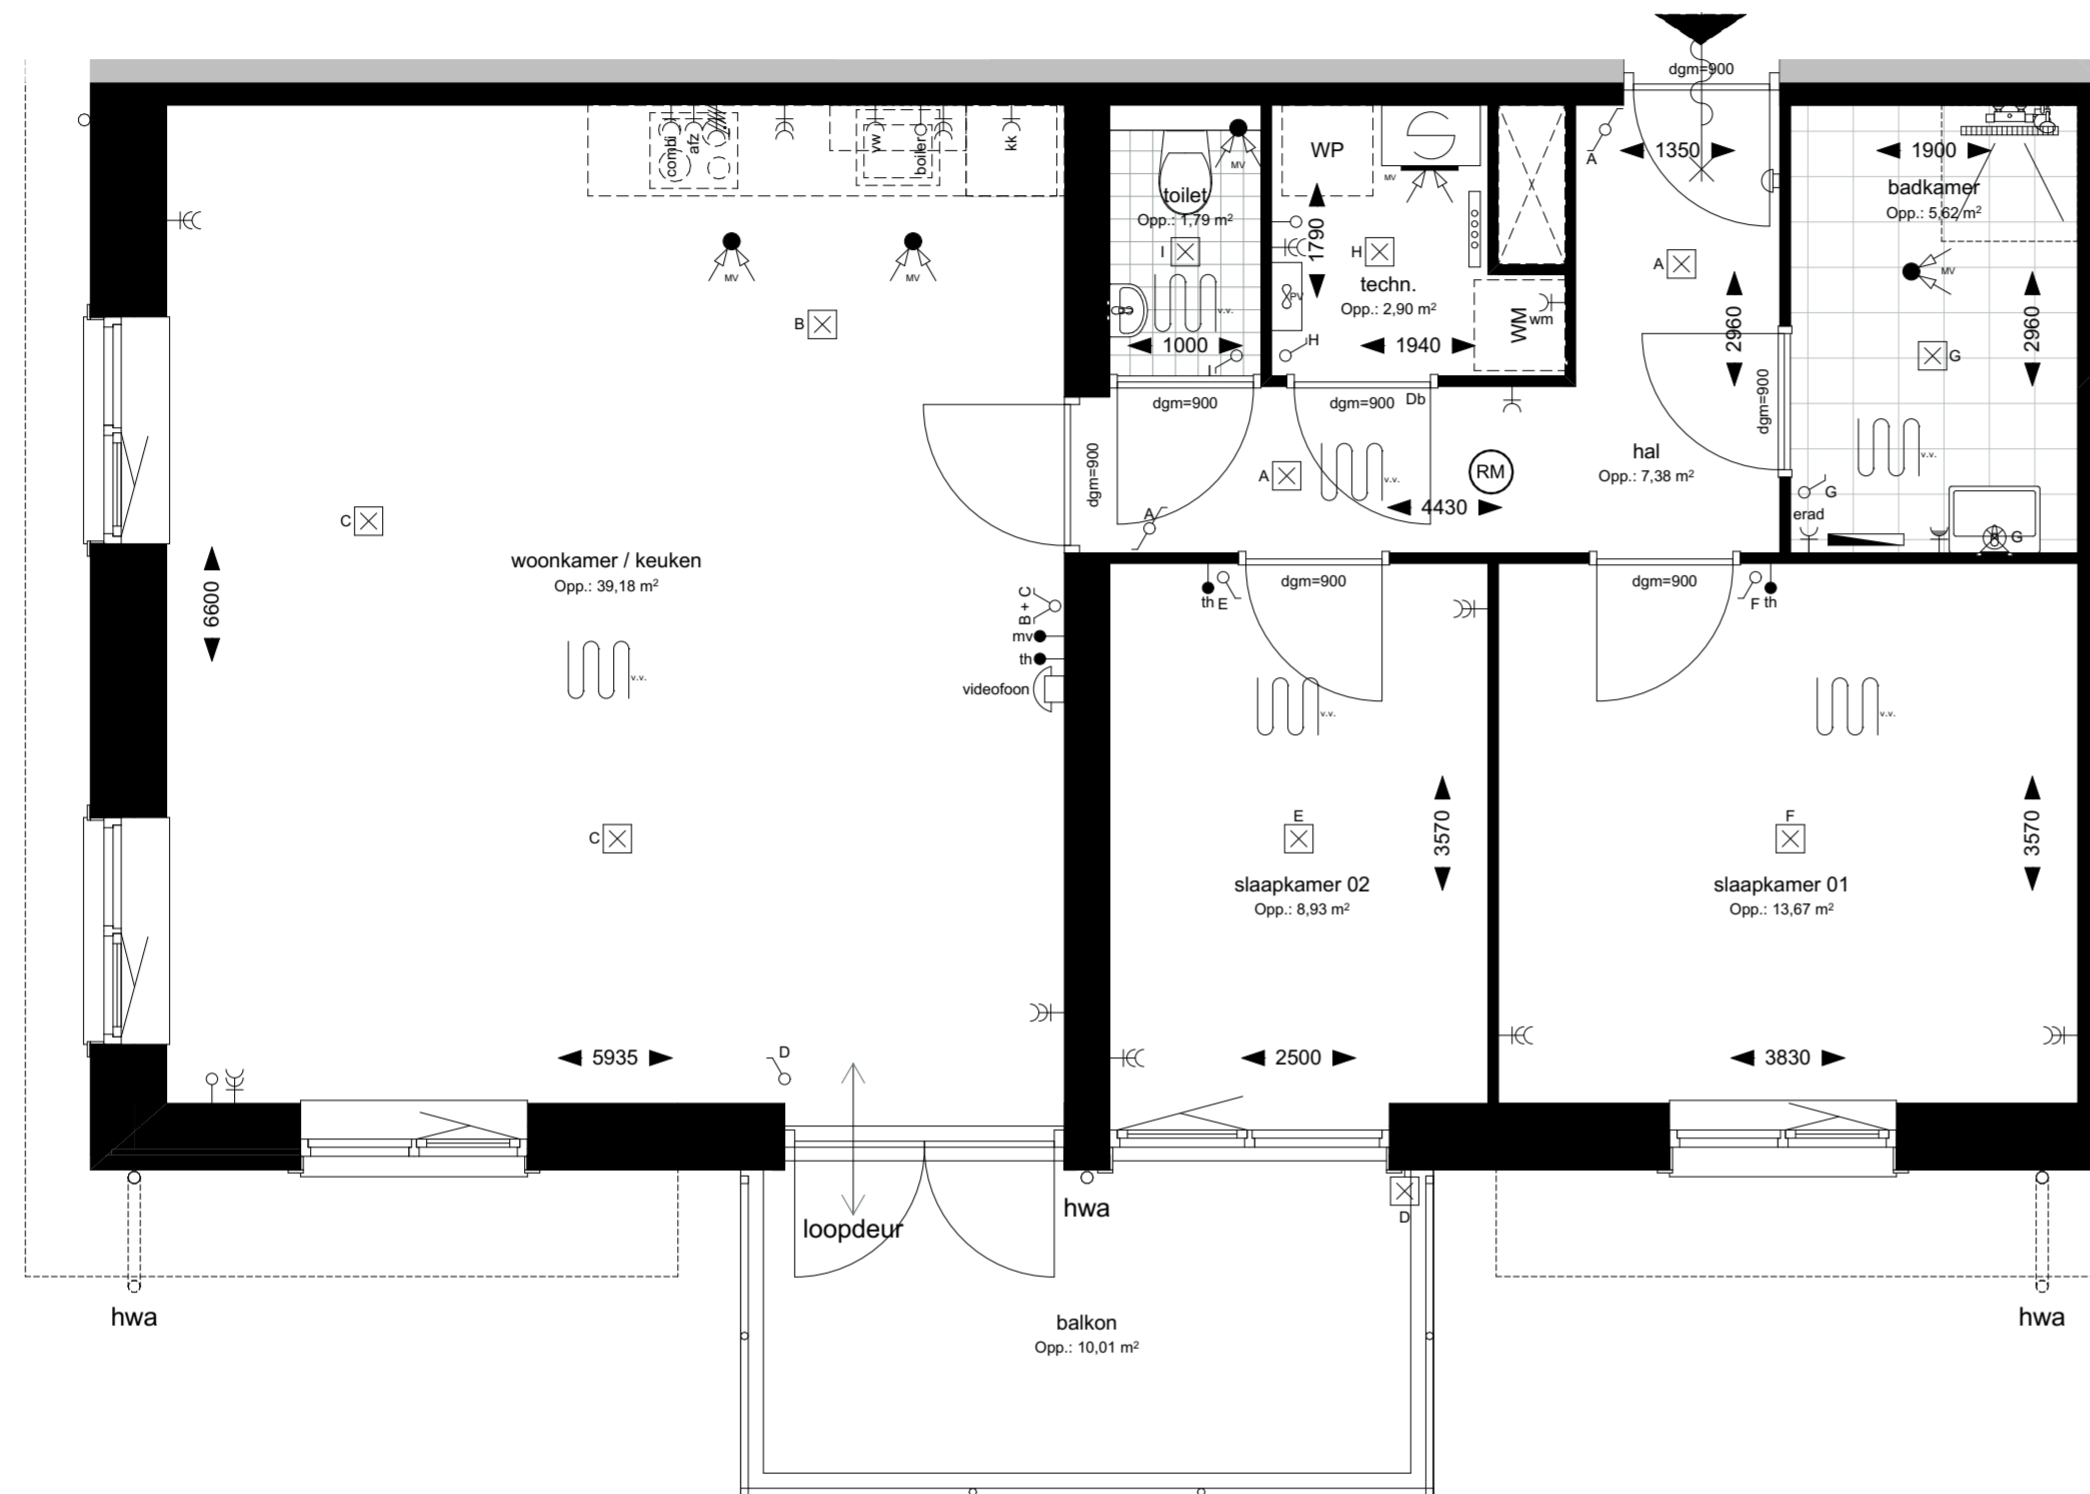 dgm=900
combi
afz
vw
boiler
kk
MV
WP
MV
A
1350
1900
badkamer
Opp.: 5,62 m²
toilet
Opp.: 1,79 m²
1790
I
H
A
MV
MV
MV
techn.
Opp.: 2,90 m²
PV
WM
wm
B
v.v.
2960
2960
1000
H
1940
G
I
dgm=900
dgm=900
Db
dgm=900
dgm=900
hal
Opp.: 7,38 m²
RM
A
v.v.
v.v.
4430
A
G
erad
G
C
woonkamer / keuken
Opp.: 39,18 m²
6600
dgm=900
dgm=900
B + C
th
E
F
th
mv
th
videofoon
v.v.
v.v.
v.v.
C
E
F
3570
3570
slaapkamer 02
Opp.: 8,93 m²
slaapkamer 01
Opp.: 13,67 m²
5935
D
2500
3830
loopdeur
hwa
D
hwa
hwa
balkon
Opp.: 10,01 m²